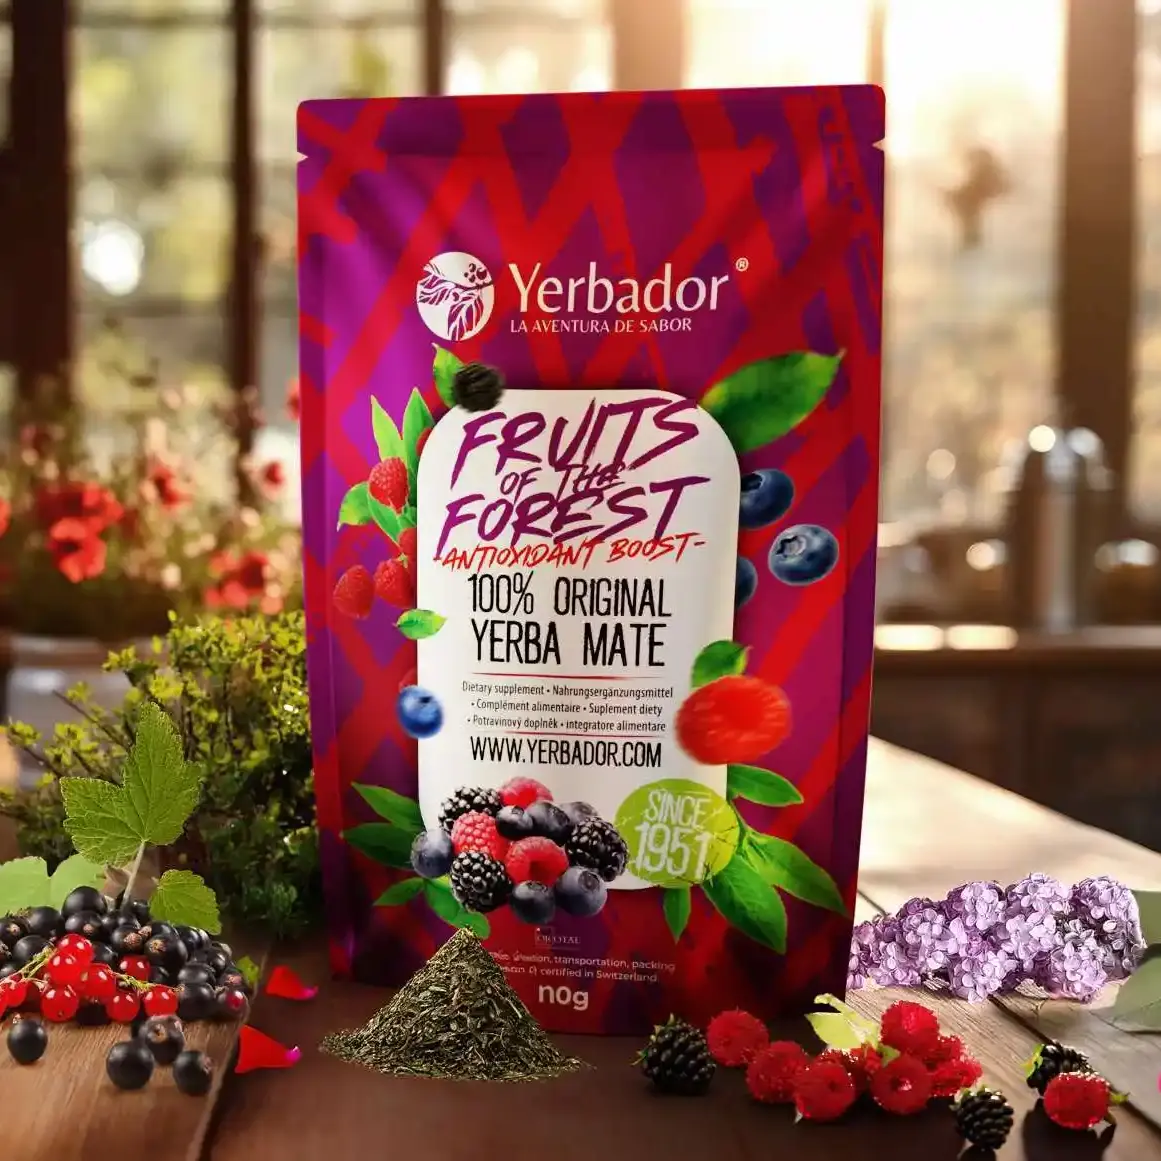 Yerbador®
LA AVENTURA DE SABOR
FRUITS
OF THE
FOREST
-ANTIOXIDANT BOOST-
100% ORIGINAL
YERBA MATE
Dietary supplement • Nahrungsergänzungsmittel
• Complément alimentaire • Suplement diety
• Potravinový doplněk • integratore alimentare
WWW.YERBADOR.COM
SINCE
1951
transportation, packing
certified in Switzerland